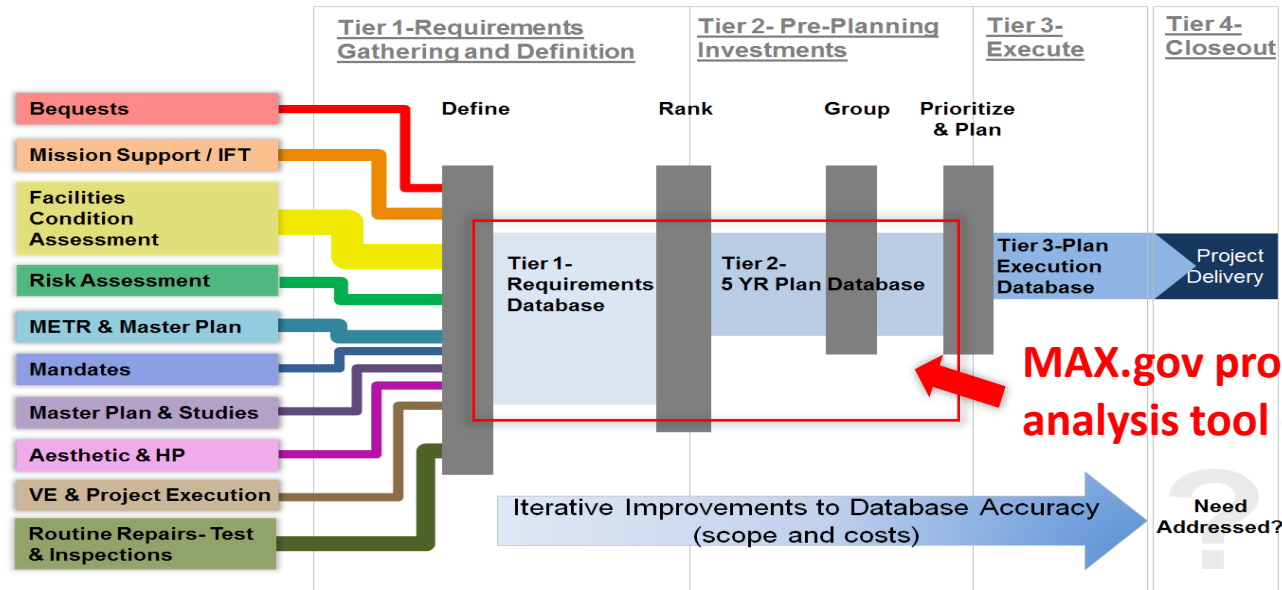 Tier 1-Requirements
Gathering and Definition
Tier 2- Pre-Planning
Investments
Tier 3-
Execute
Tier 4-
Closeout
Define
Rank
Group
Prioritize
& Plan
Bequests
Mission Support / IFT
Facilities
Condition
Assessment
Risk Assessment
METR & Master Plan
Mandates
Master Plan & Studies
Aesthetic & HP
VE & Project Execution
Routine Repairs- Test
& Inspections
Tier 1-
Requirements
Database
Tier 2-
5 YR Plan Database
Tier 3-Plan
Execution
Database
Project
Delivery
MAX.gov pro
analysis tool
Iterative Improvements to Database Accuracy
(scope and costs)
?
Need
Addressed?